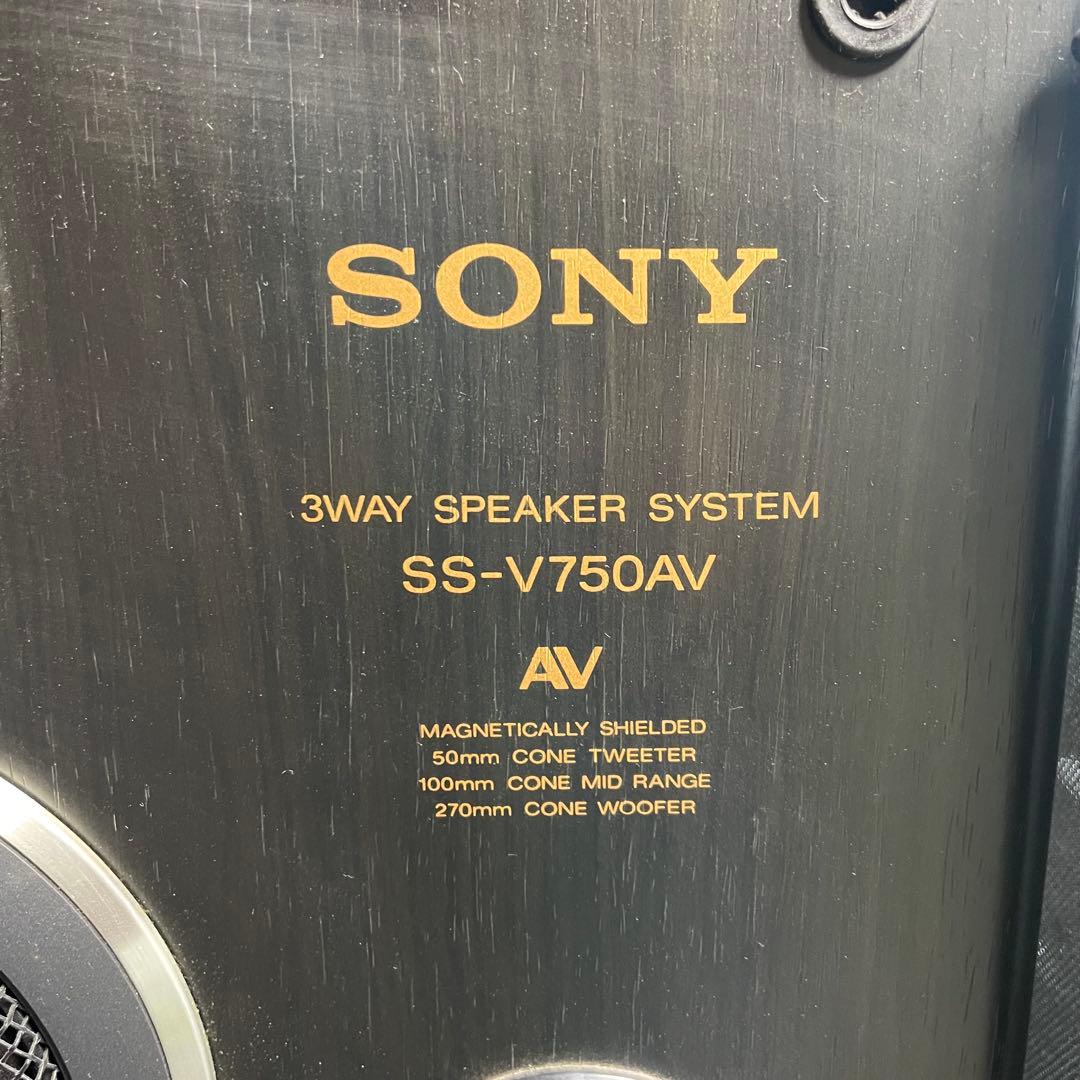 SONY
3WAY SPEAKER SYSTEM
SS-V750AV
AV
MAGNETICALLY SHIELDED
50mm CONE TWEETER
100mm CONE MID RANGE
270mm CONE WOOFER